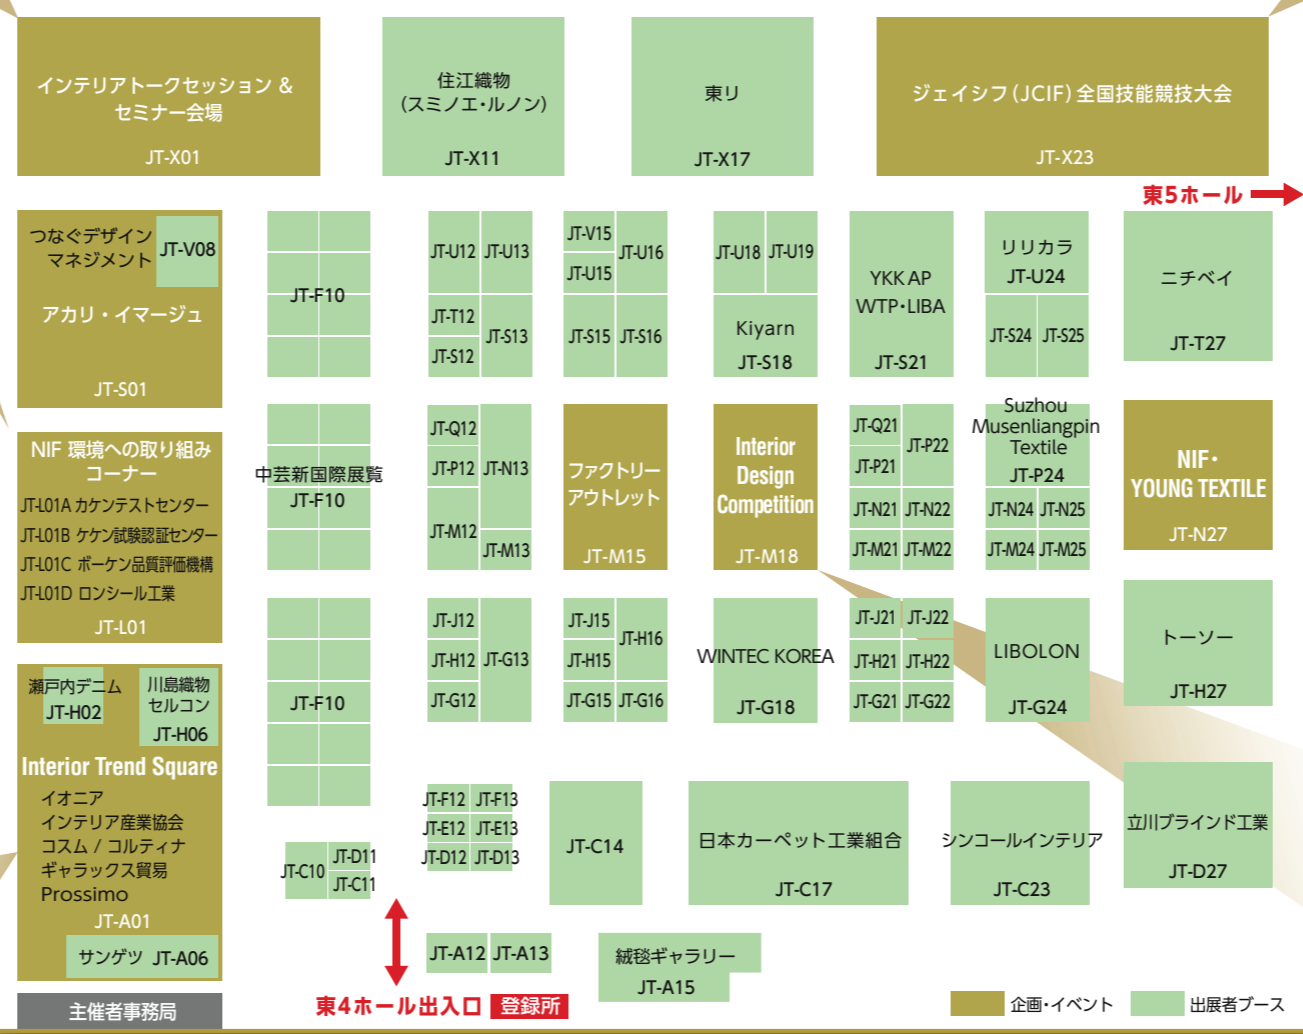 インテリアトークセッション &
セミナー会場
JT-X01
住江織物
（スミノエ・ルノン）
JT-X11
東リ
JT-X17
ジェイシフ（JCIF）全国技能競技大会
JT-X23
東5ホール
つなぐデザイン
マネジメント
JT-V08
アカリ・イマージュ
JT-S01
JT-F10
JT-U12
JT-U13
JT-T12
JT-S12
JT-S13
JT-V15
JT-U15
JT-U16
JT-S15
JT-S16
JT-U18
JT-U19
Kiyarn
JT-S18
YKK AP
WTP・LIBA
JT-S21
リリカラ
JT-U24
JT-S24
JT-S25
ニチベイ
JT-T27
NIF 環境への取り組み
コーナー
JT-L01A カケンテストセンター
JT-L01B ケケン試験認証センター
JT-L01C ボーケン品質評価機構
JT-L01D ロンシール工業
JT-L01
中芸新国際展覧
JT-F10
JT-Q12
JT-P12
JT-N13
JT-M12
JT-M13
ファクトリー
アウトレット
JT-M15
Interior
Design
Competition
JT-M18
JT-Q21
JT-P21
JT-P22
JT-N21
JT-N22
JT-M21
JT-M22
Suzhou
Musenliangpin
Textile
JT-P24
JT-N24
JT-N25
JT-M24
JT-M25
NIF・
YOUNG TEXTILE
JT-N27
JT-F10
JT-J12
JT-H12
JT-G12
JT-G13
JT-J15
JT-H15
JT-H16
JT-G15
JT-G16
WINTEC KOREA
JT-G18
JT-J21
JT-J22
JT-H21
JT-H22
JT-G21
JT-G22
LIBOLON
JT-G24
トーソー
JT-H27
瀬戸内デニム
JT-H02
川島織物
セルコン
JT-H06
Interior Trend Square
イオニア
インテリア産業協会
コスム / コルティナ
ギャラックス貿易
Prossimo
JT-A01
サンゲツ JT-A06
主催者事務局
JT-C10
JT-D11
JT-C11
JT-F12
JT-F13
JT-E12
JT-E13
JT-D12
JT-D13
JT-C14
日本カーペット工業組合
JT-C17
シンコールインテリア
JT-C23
立川ブラインド工業
JT-D27
JT-A12
JT-A13
絨毯ギャラリー
JT-A15
東4ホール出入口 登録所
企画・イベント
出展者ブース